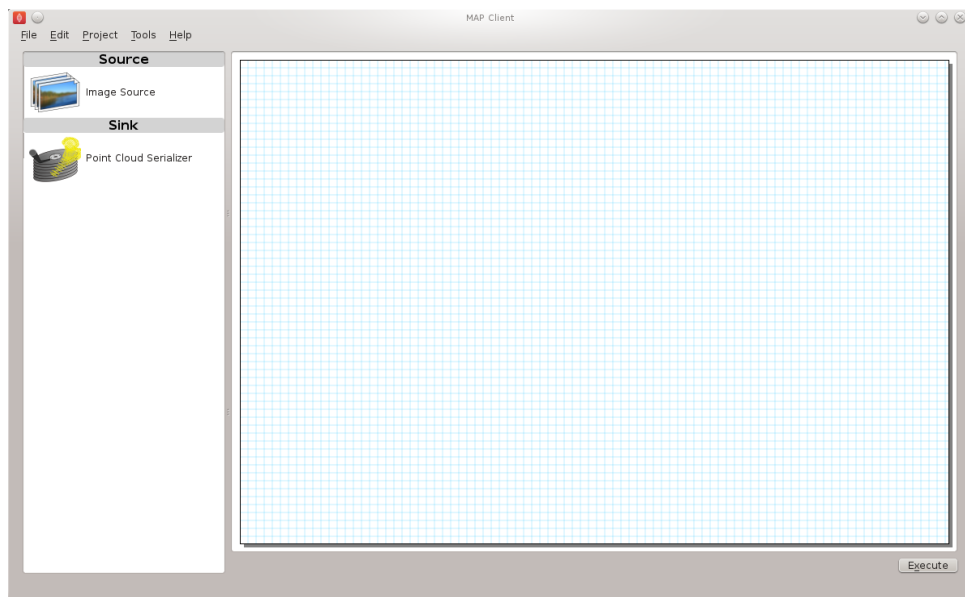 MAP Client
File Edit Project Tools Help
Source
Image Source
Sink
Point Cloud Serializer
Execute